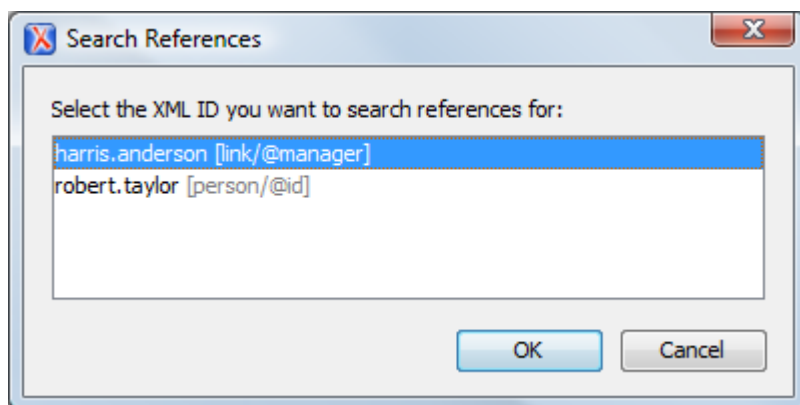 Search References
Select the XML ID you want to search references for:
harris.anderson [link/@manager]
robert.taylor [person/@id]
OK
Cancel